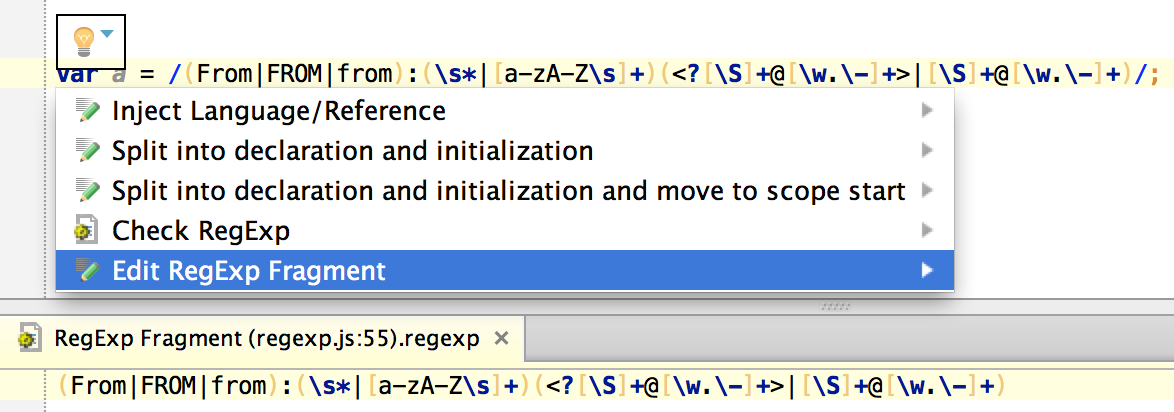 var a = /(From|FROM|from):(\s*|[a-zA-Z\s]+)(<?[\S]+@[\w.\-]+>|[\S]+@[\w.\-]+)/;
Inject Language/Reference
Split into declaration and initialization
Split into declaration and initialization and move to scope start
Check RegExp
Edit RegExp Fragment
RegExp Fragment (regexp.js:55).regexp
(From|FROM|from):(\s*|[a-zA-Z\s]+)(<?[\S]+@[\w.\-]+>|[\S]+@[\w.\-]+)